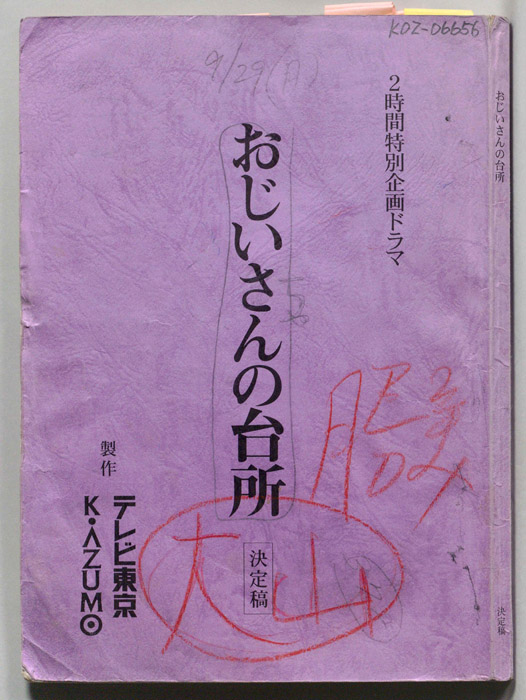 KOZ-06656
9/29(月)
2時間特別企画ドラマ
おじいさんの台所
決定稿
大山
製作
テレビ東京
KAZUMO
おじいさんの台所
決定稿